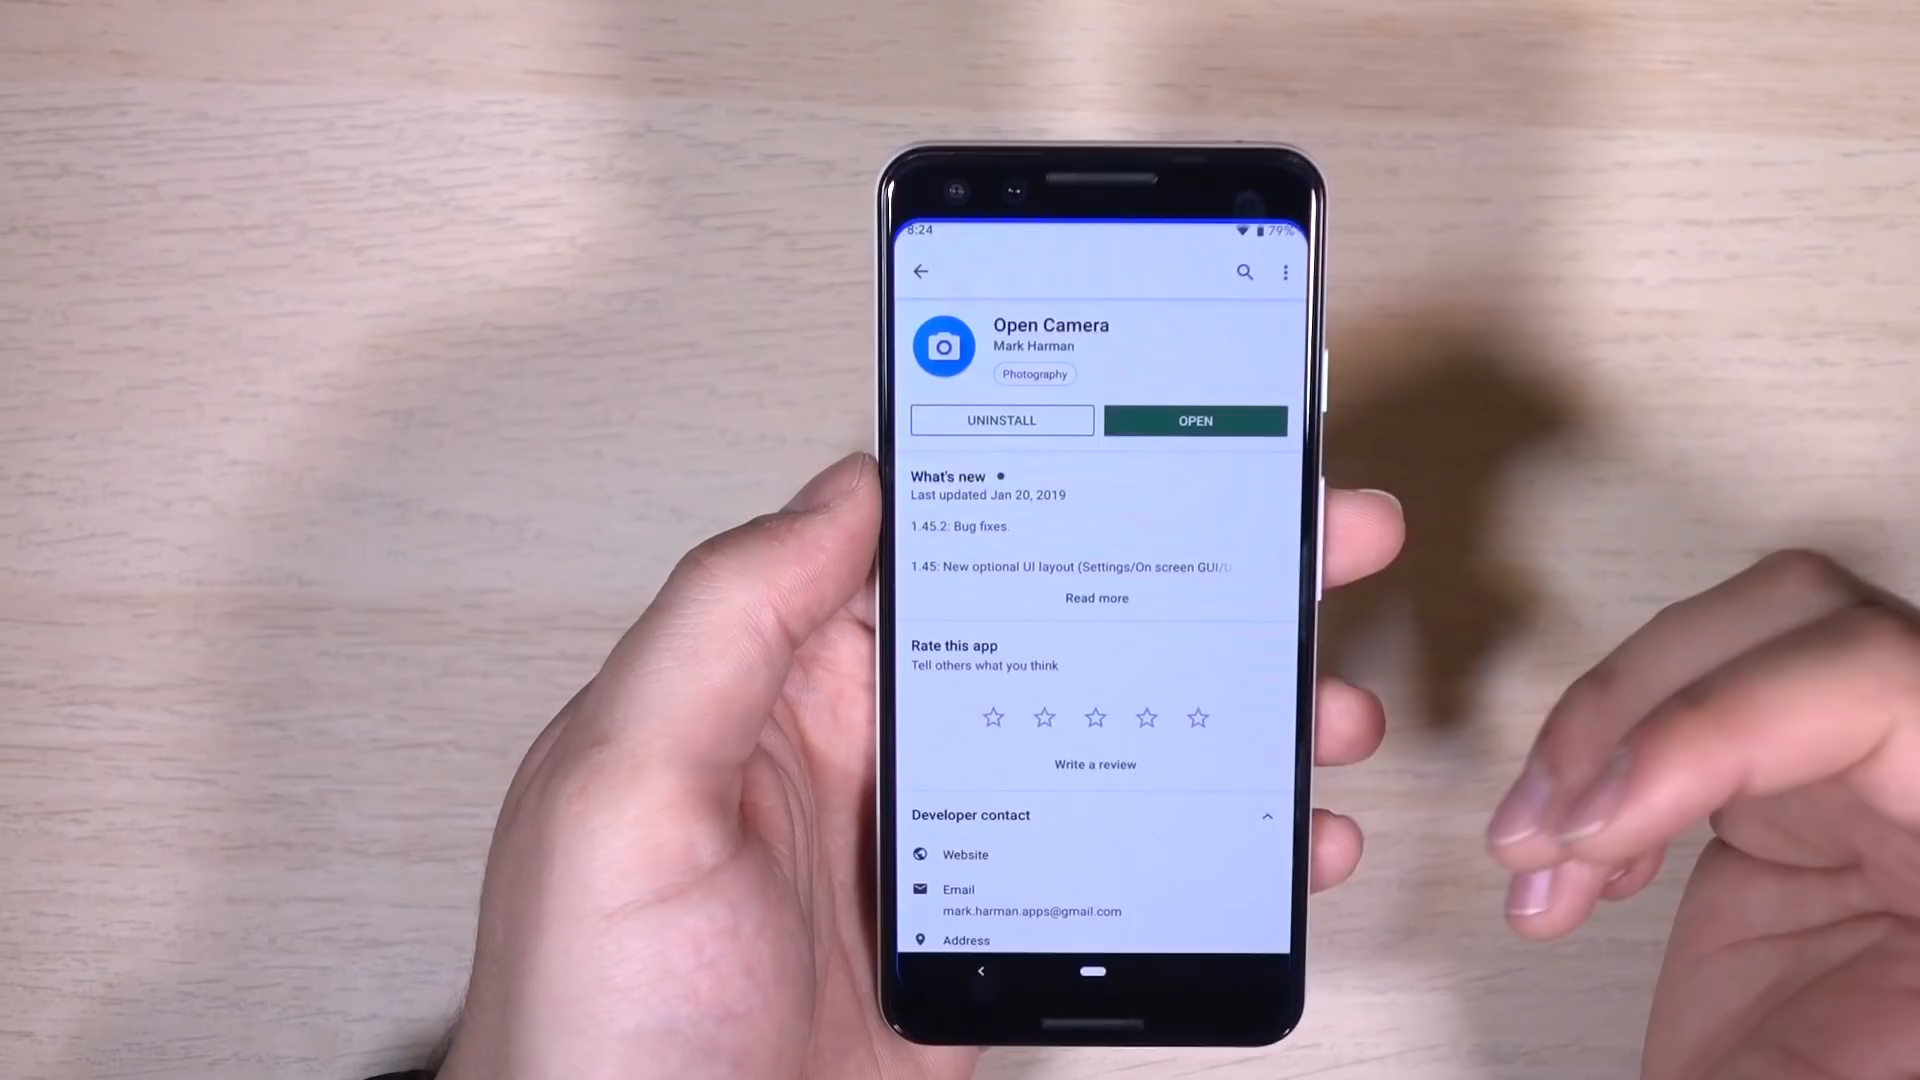 8:24
79%
Open Camera
Mark Harman
Photography
UNINSTALL
OPEN
What's new
Last updated Jan 20, 2019
1.45.2: Bug fixes.
1.45: New optional UI layout (Settings/On screen GUI/U
Read more
Rate this app
Tell others what you think
Write a review
Developer contact
Website
Email
mark.harman.apps@gmail.com
Address